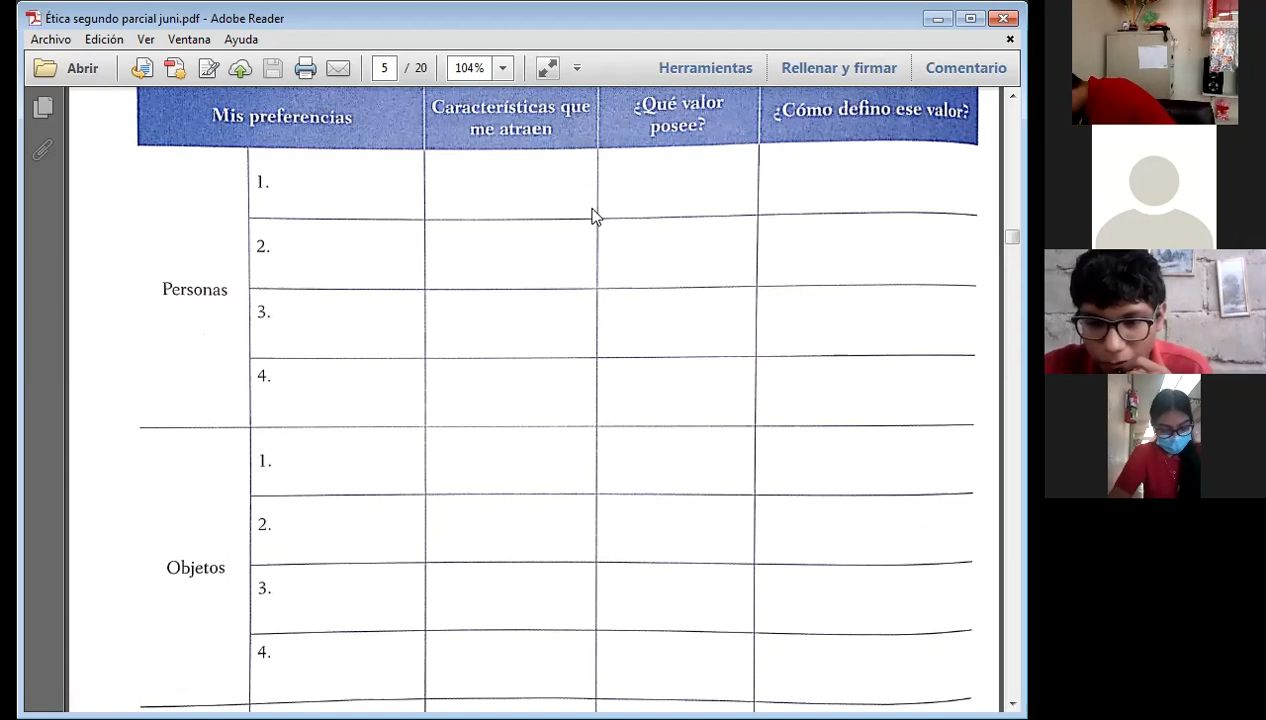 Ética segundo parcial juni.pdf - Adobe Reader
Archivo Edición Ver Ventana Ayuda
Abrir 5 / 20 104% Herramientas Rellenar y firmar Comentario
Mis preferencias
Características que
me atraen
¿Qué valor
posee?
¿Cómo defino ese valor?
Personas
1.
2.
3.
4.
Objetos
1.
2.
3.
4.